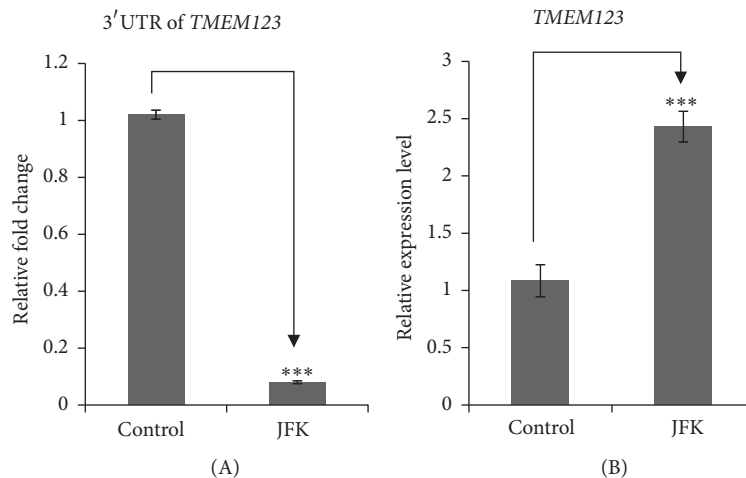 3′UTR of TMEM123
1.2
1
0.8
0.6
0.4
0.2
0
Relative fold change
***
Control
JFK
(A)
TMEM123
3
2.5
2
1.5
1
0.5
0
Relative expression level
***
Control
JFK
(B)